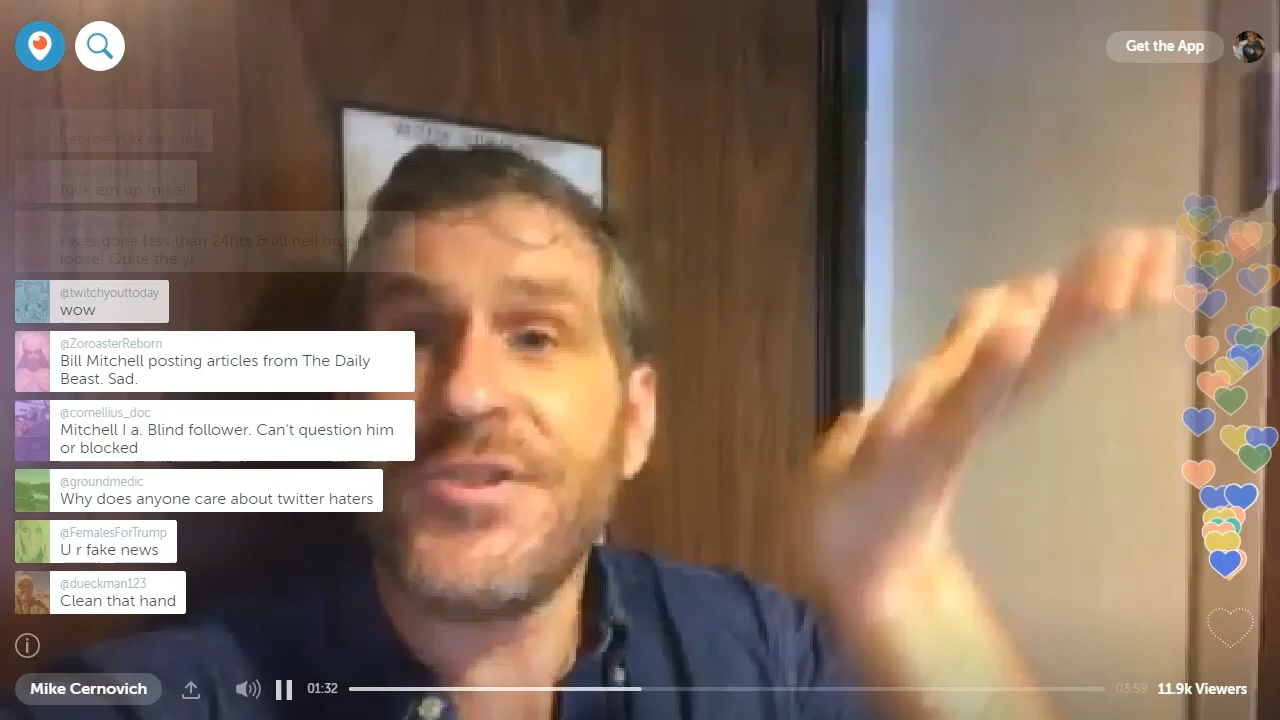 Get the App
fuck em up mike!
I was gone less than 24hrs & all hell
loose! Quite the yr
@twitchyouttoday
wow
@ZoroasterReborn
Bill Mitchell posting articles from The Daily
Beast. Sad.
@cornellius_doc
Mitchell I a. Blind follower. Can't question him
or blocked
@groundmedic
Why does anyone care about twitter haters
@FemalesForTrump
U r fake news
@dueckman123
Clean that hand
Mike Cernovich
01:32
03:59
11.9k Viewers